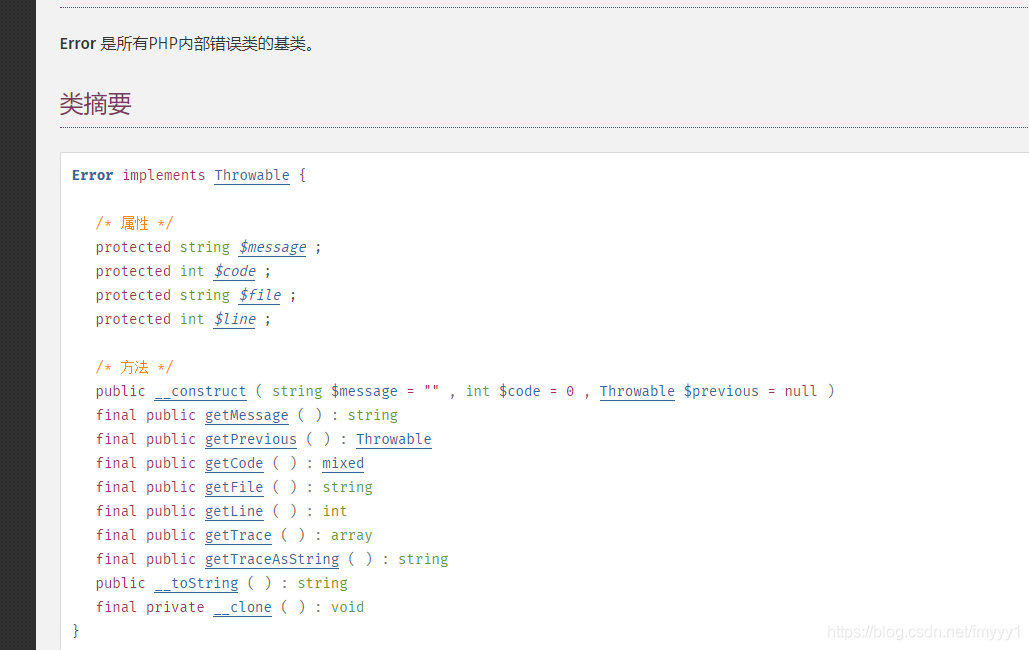 Error 是所有PHP内部错误类的基类。
类摘要
Error implements Throwable {
/* 属性 */
protected string $message ;
protected int $code ;
protected string $file ;
protected int $line ;
/* 方法 */
public __construct ( string $message = "" , int $code = 0 , Throwable $previous = null )
final public getMessage ( ) : string
final public getPrevious ( ) : Throwable
final public getCode ( ) : mixed
final public getFile ( ) : string
final public getLine ( ) : int
final public getTrace ( ) : array
final public getTraceAsString ( ) : string
public __toString ( ) : string
final private __clone ( ) : void
}
https://blog.csdn.net/fmyyy1